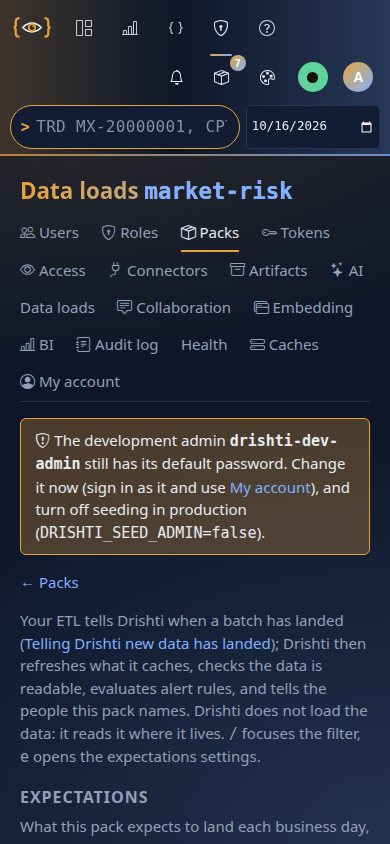 7
A
> TRD MX-20000001, CP
10/16/2026
Data loads market-risk
Users Roles Packs Tokens
Access Connectors Artifacts AI
Data loads Collaboration Embedding
BI Audit log Health Caches
My account
The development admin drishti-dev-
admin still has its default password. Change
it now (sign in as it and use My account), and
turn off seeding in production
(DRISHTI_SEED_ADMIN=false).
← Packs
Your ETL tells Drishti when a batch has landed
(Telling Drishti new data has landed); Drishti then
refreshes what it caches, checks the data is
readable, evaluates alert rules, and tells the
people this pack names. Drishti does not load the
data: it reads it where it lives. / focuses the filter,
e opens the expectations settings.
EXPECTATIONS
What this pack expects to land each business day,